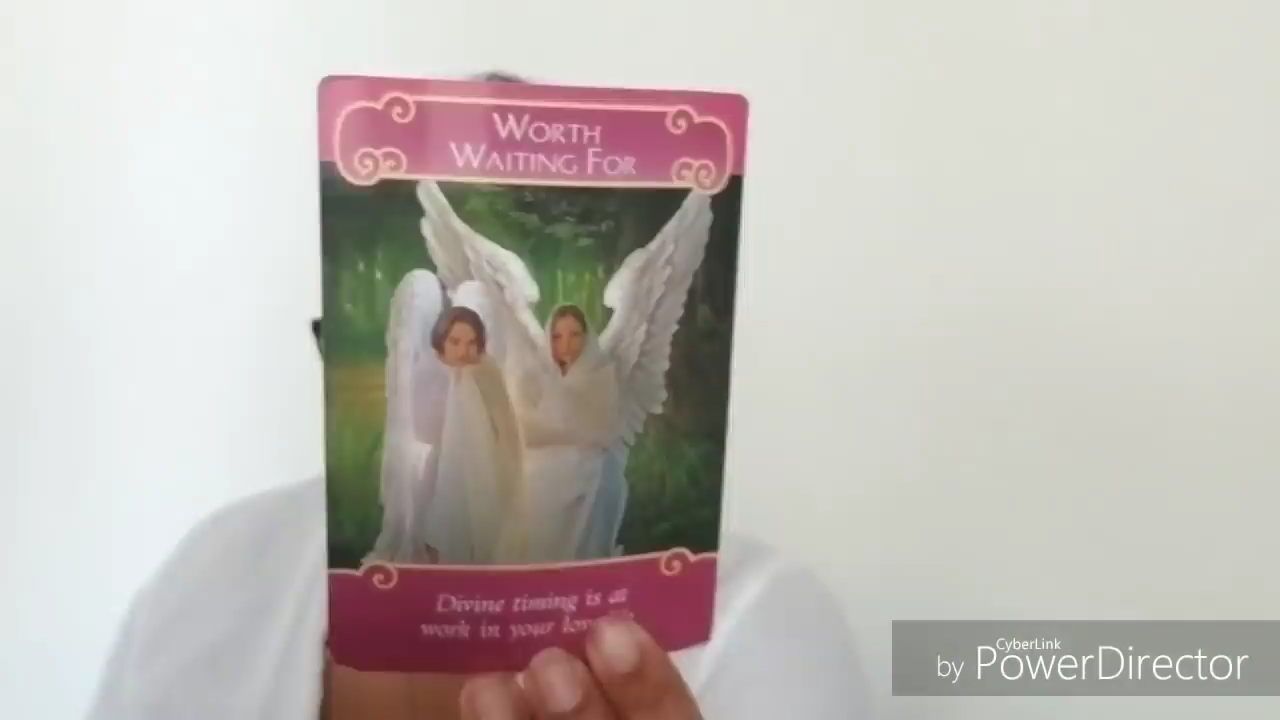 WORTH
WAITING FOR
Divine timing is at
work in your
CyberLink
by PowerDirector